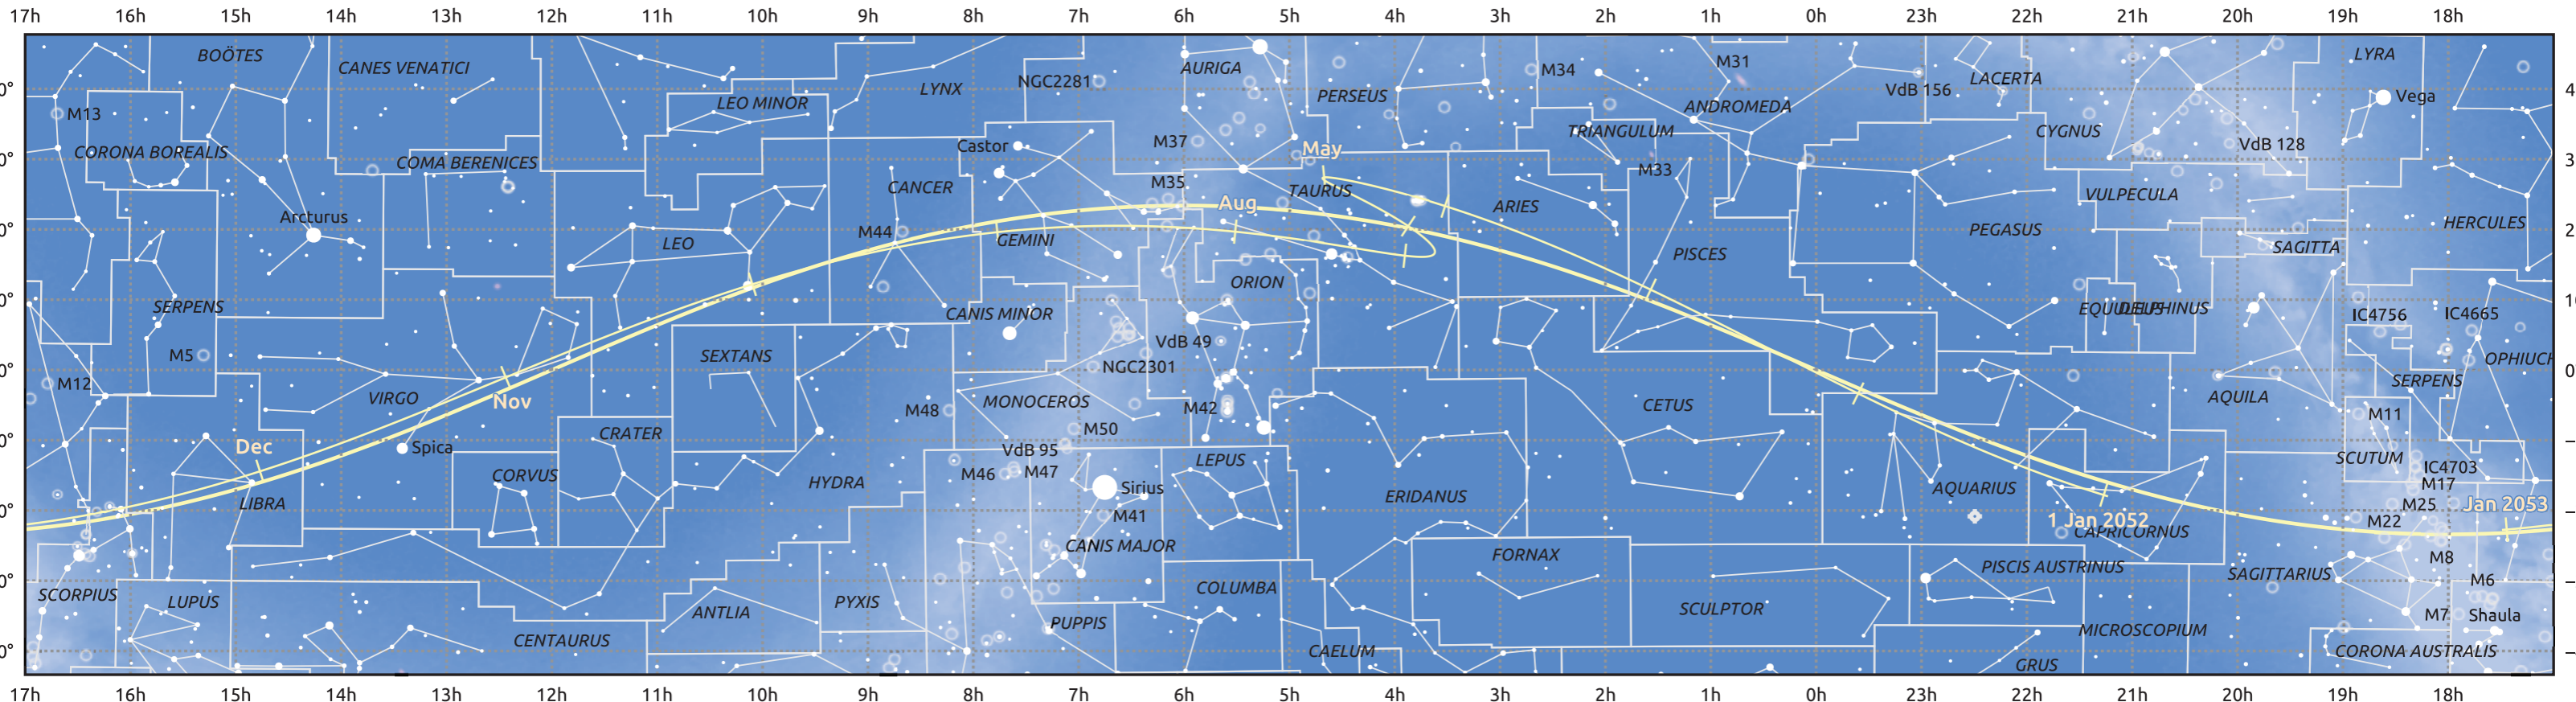 17h 16h 15h 14h 13h 12h 11h 10h 9h 8h 7h 6h 5h 4h 3h 2h 1h 0h 23h 22h 21h 20h 19h 18h
BOÖTES
CANES VENATICI
LYNX
NGC2281
AURIGA
PERSEUS
M34
M31
VdB 156
LACERTA
LYRA
M13
LEO MINOR
ANDROMEDA
Vega
CORONA BOREALIS
COMA BERENICES
Castor
M37
May
TRIANGULUM
CYGNUS
VdB 128
CANCER
M35
TAURUS
M33
VULPECULA
Arcturus
Aug
ARIES
PEGASUS
HERCULES
LEO
M44
GEMINI
PISCES
SAGITTA
SERPENS
CANIS MINOR
ORION
EQUULEUS
DELPHINUS
IC4756
IC4665
M5
SEXTANS
VdB 49
NGC2301
OPHIUCH
M12
VIRGO
Nov
M48
MONOCEROS
M42
CETUS
AQUILA
SERPENS
M11
Dec
Spica
CRATER
M50
VdB 95
LEPUS
SCUTUM
LIBRA
CORVUS
HYDRA
M46
M47
Sirius
ERIDANUS
AQUARIUS
IC4703
M17
M41
1 Jan 2052
CAPRICORNUS
M25
Jan 2053
M22
CANIS MAJOR
FORNAX
M8
SCORPIUS
LUPUS
ANTLIA
PYXIS
COLUMBA
SCULPTOR
PISCIS AUSTRINUS
SAGITTARIUS
M6
CENTAURUS
PUPPIS
CAELUM
MICROSCOPIUM
GRUS
M7
Shaula
CORONA AUSTRALIS
17h 16h 15h 14h 13h 12h 11h 10h 9h 8h 7h 6h 5h 4h 3h 2h 1h 0h 23h 22h 21h 20h 19h 18h